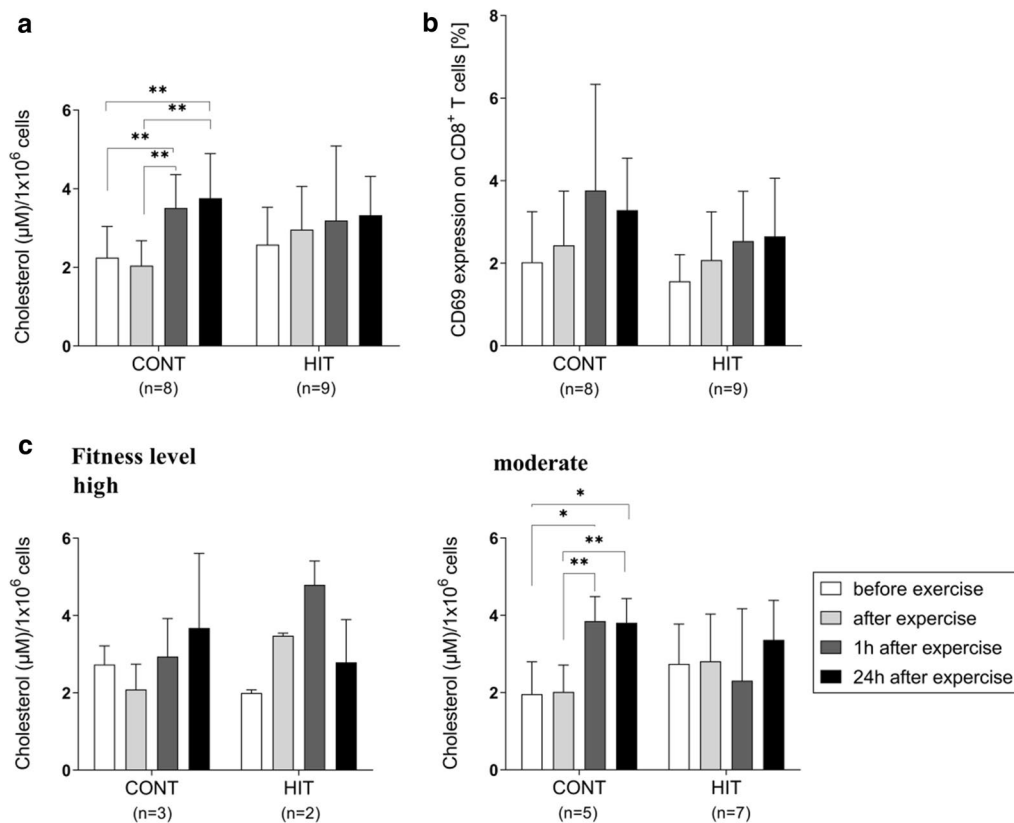 a
Cholesterol (µM)/1x10⁶ cells
6
4
2
0
** **
** **
CONT HIT
(n=8) (n=9)
b
CD69 expression on CD8⁺ T cells [%]
8
6
4
2
0
CONT HIT
(n=8) (n=9)
c
Fitness level
high
Cholesterol (µM)/1x10⁶ cells
6
4
2
0
CONT HIT
(n=3) (n=2)
moderate
Cholesterol (µM)/1x10⁶ cells
6
4
2
0
*
*
**
**
CONT HIT
(n=5) (n=7)
before exercise
after expercise
1h after expercise
24h after expercise